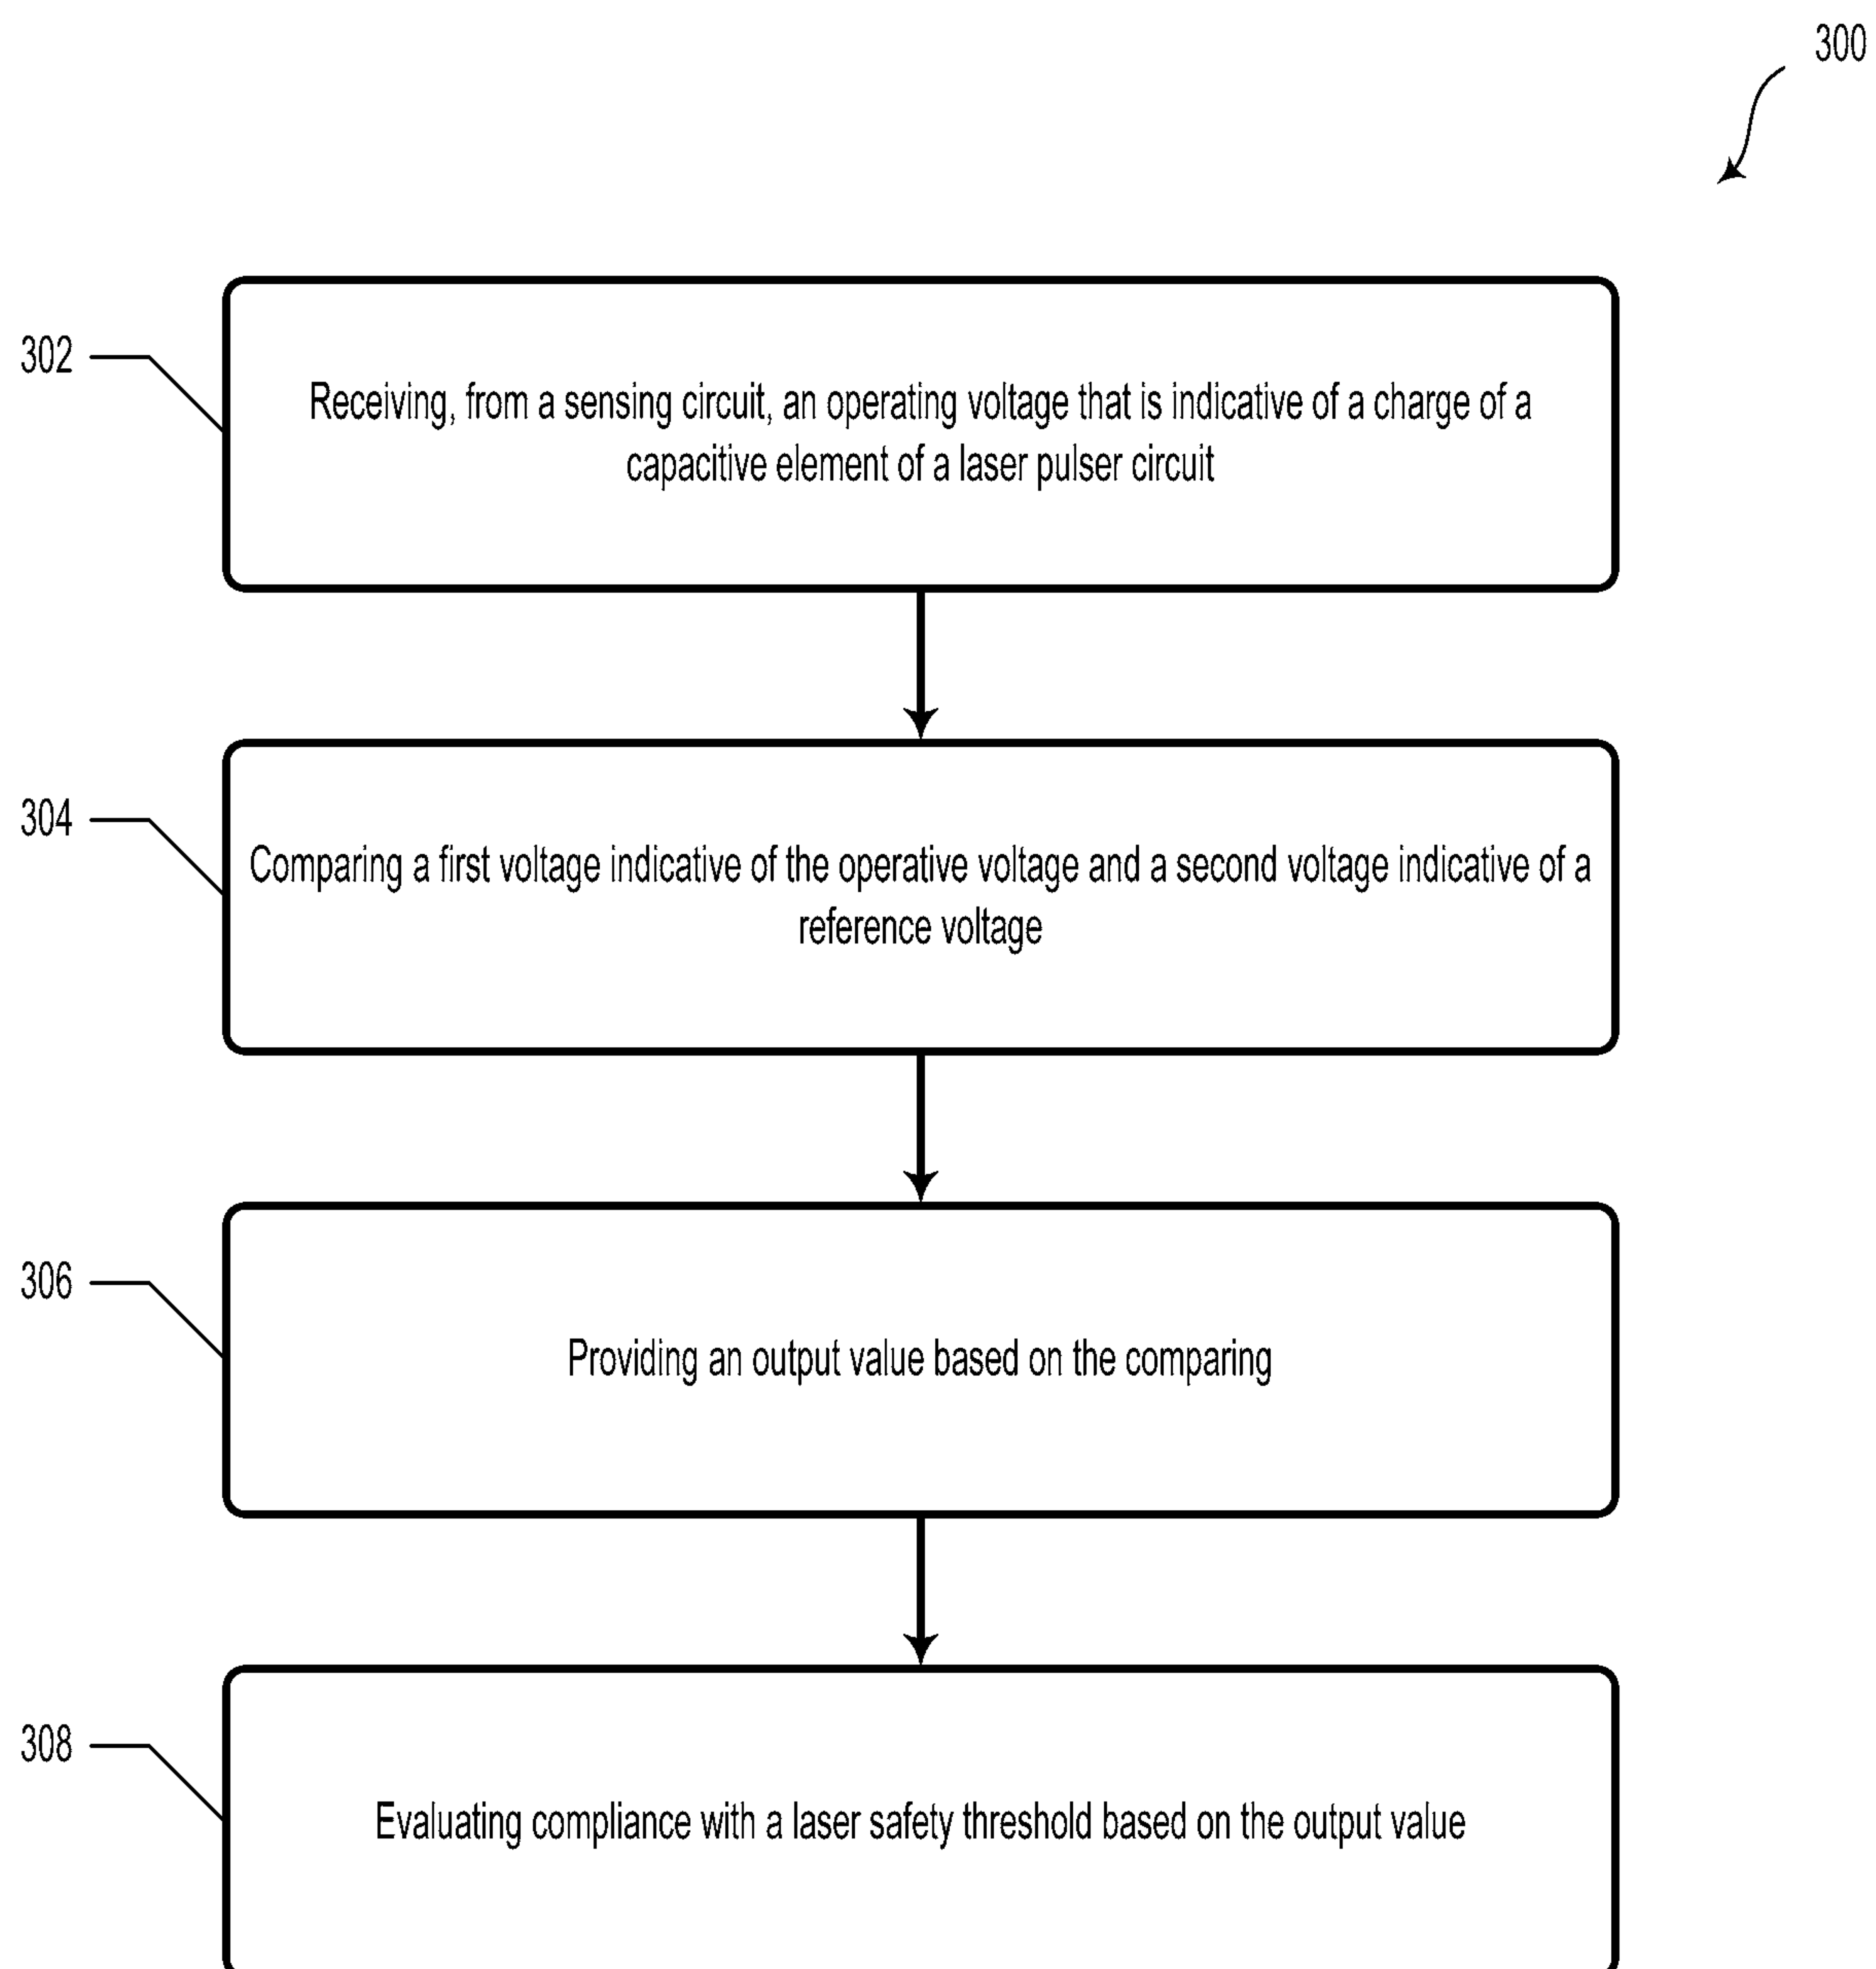 300
302
Receiving, from a sensing circuit, an operating voltage that is indicative of a charge of a
capacitive element of a laser pulser circuit
304
Comparing a first voltage indicative of the operative voltage and a second voltage indicative of a
reference voltage
306
Providing an output value based on the comparing
308
Evaluating compliance with a laser safety threshold based on the output value